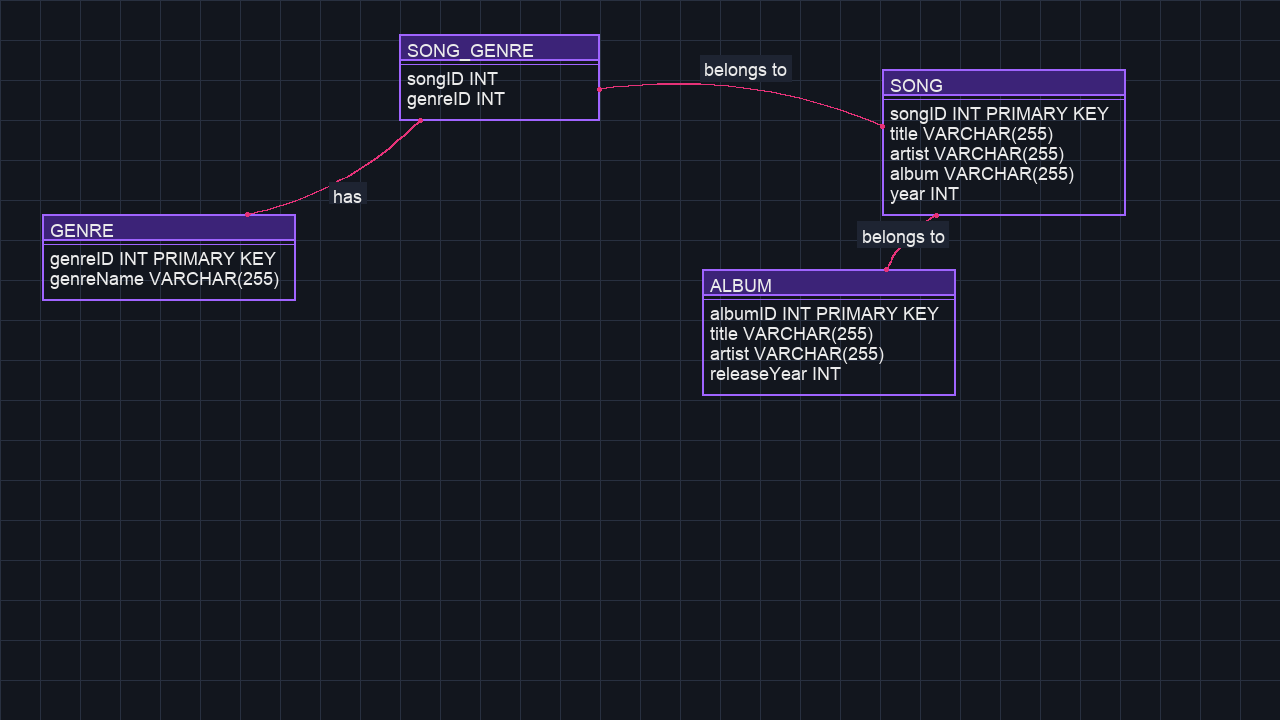 SONG_GENRE
songID INT
genreID INT
belongs to
SONG
songID INT PRIMARY KEY
title VARCHAR(255)
artist VARCHAR(255)
album VARCHAR(255)
year INT
has
GENRE
genreID INT PRIMARY KEY
genreName VARCHAR(255)
belongs to
ALBUM
albumID INT PRIMARY KEY
title VARCHAR(255)
artist VARCHAR(255)
releaseYear INT